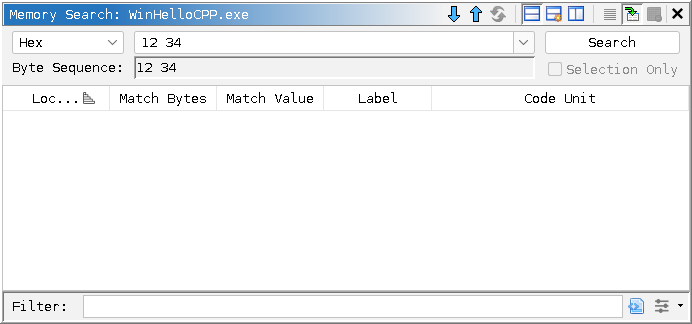 Memory Search: WinHelloCPP.exe
Hex 12 34 Search
Byte Sequence: 12 34 Selection Only
Loc... Match Bytes Match Value Label Code Unit
Filter: